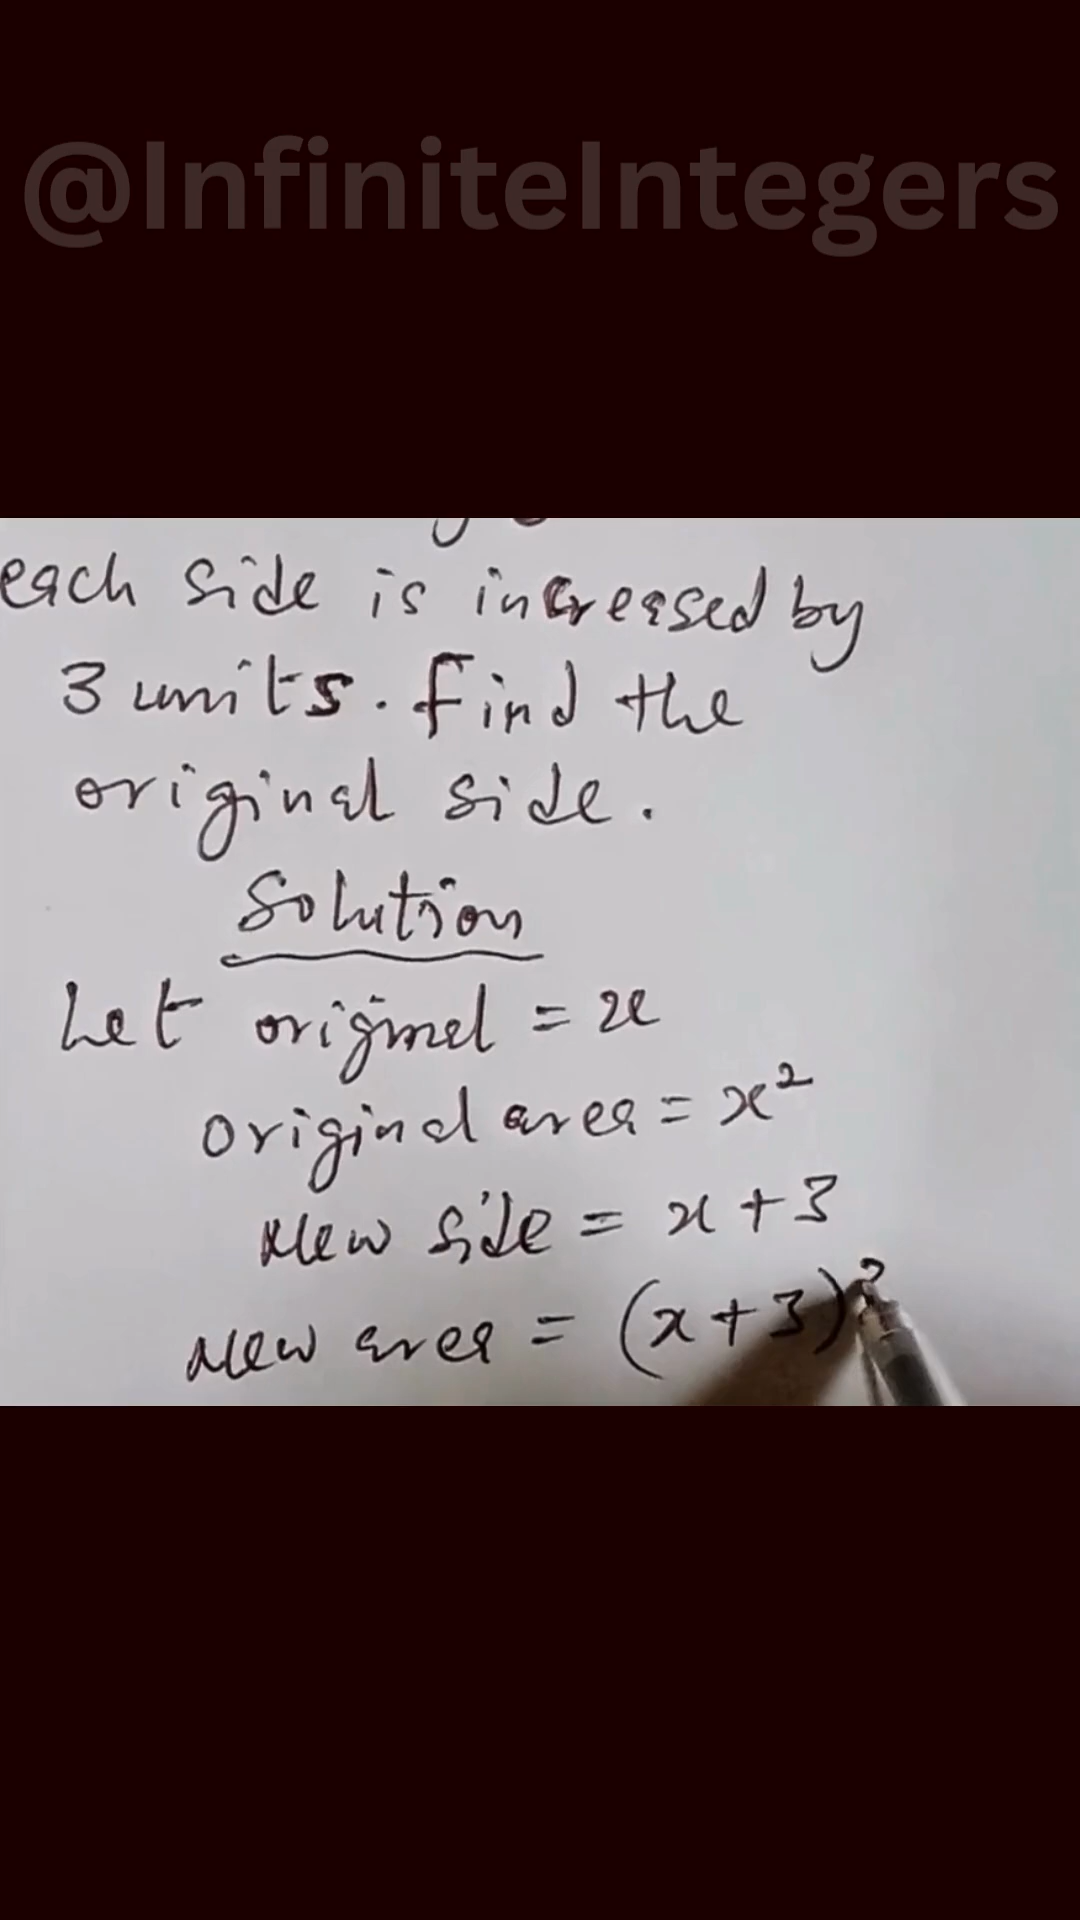 @InfiniteIntegers
each side is increased by
3 units. Find the
original side.
Solution
Let original = x
original area = x²
New side = x + 3
New area = (x + 3)²